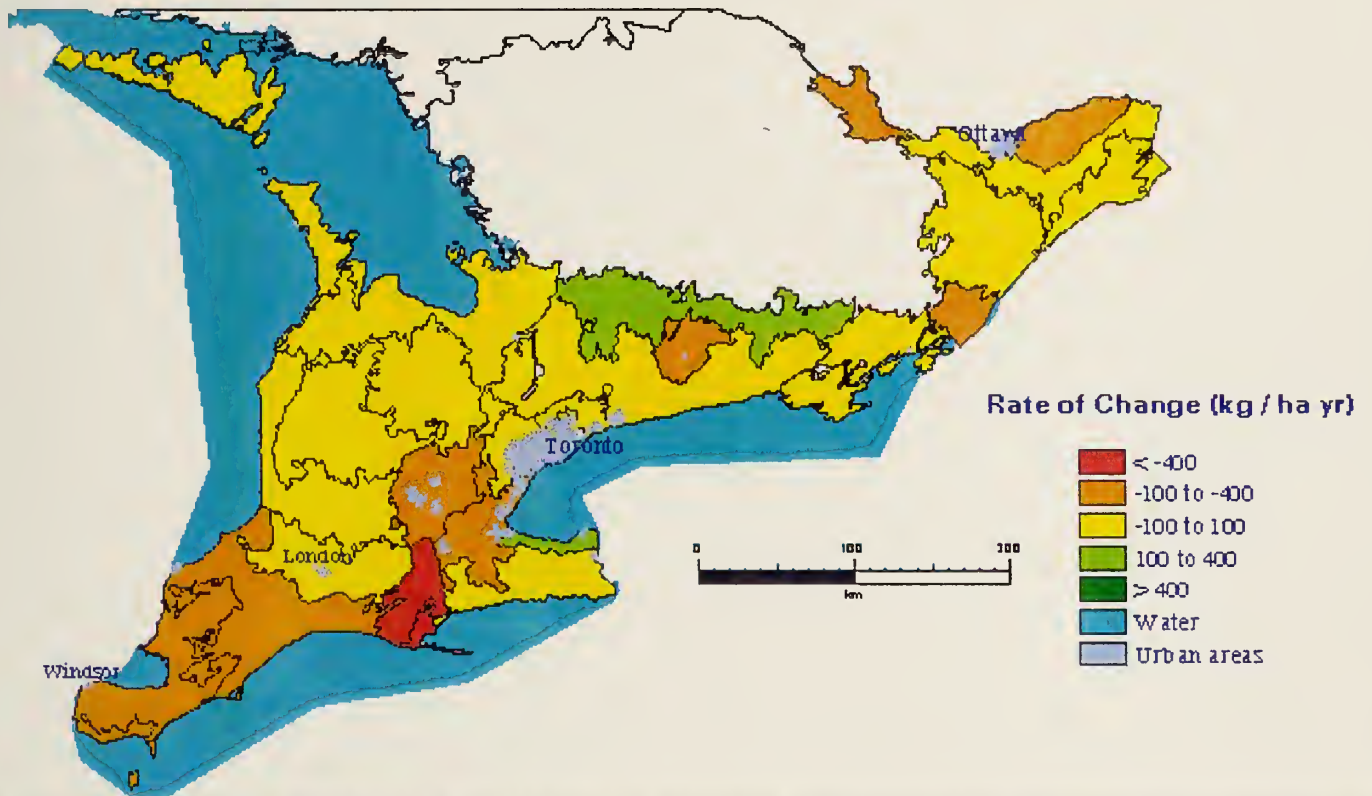 Ottawa
Toronto
London
Windsor
Rate of Change (kg / ha yr)
< -400
-100 to -400
-100 to 100
100 to 400
> 400
Water
Urban areas
0 100 200
km